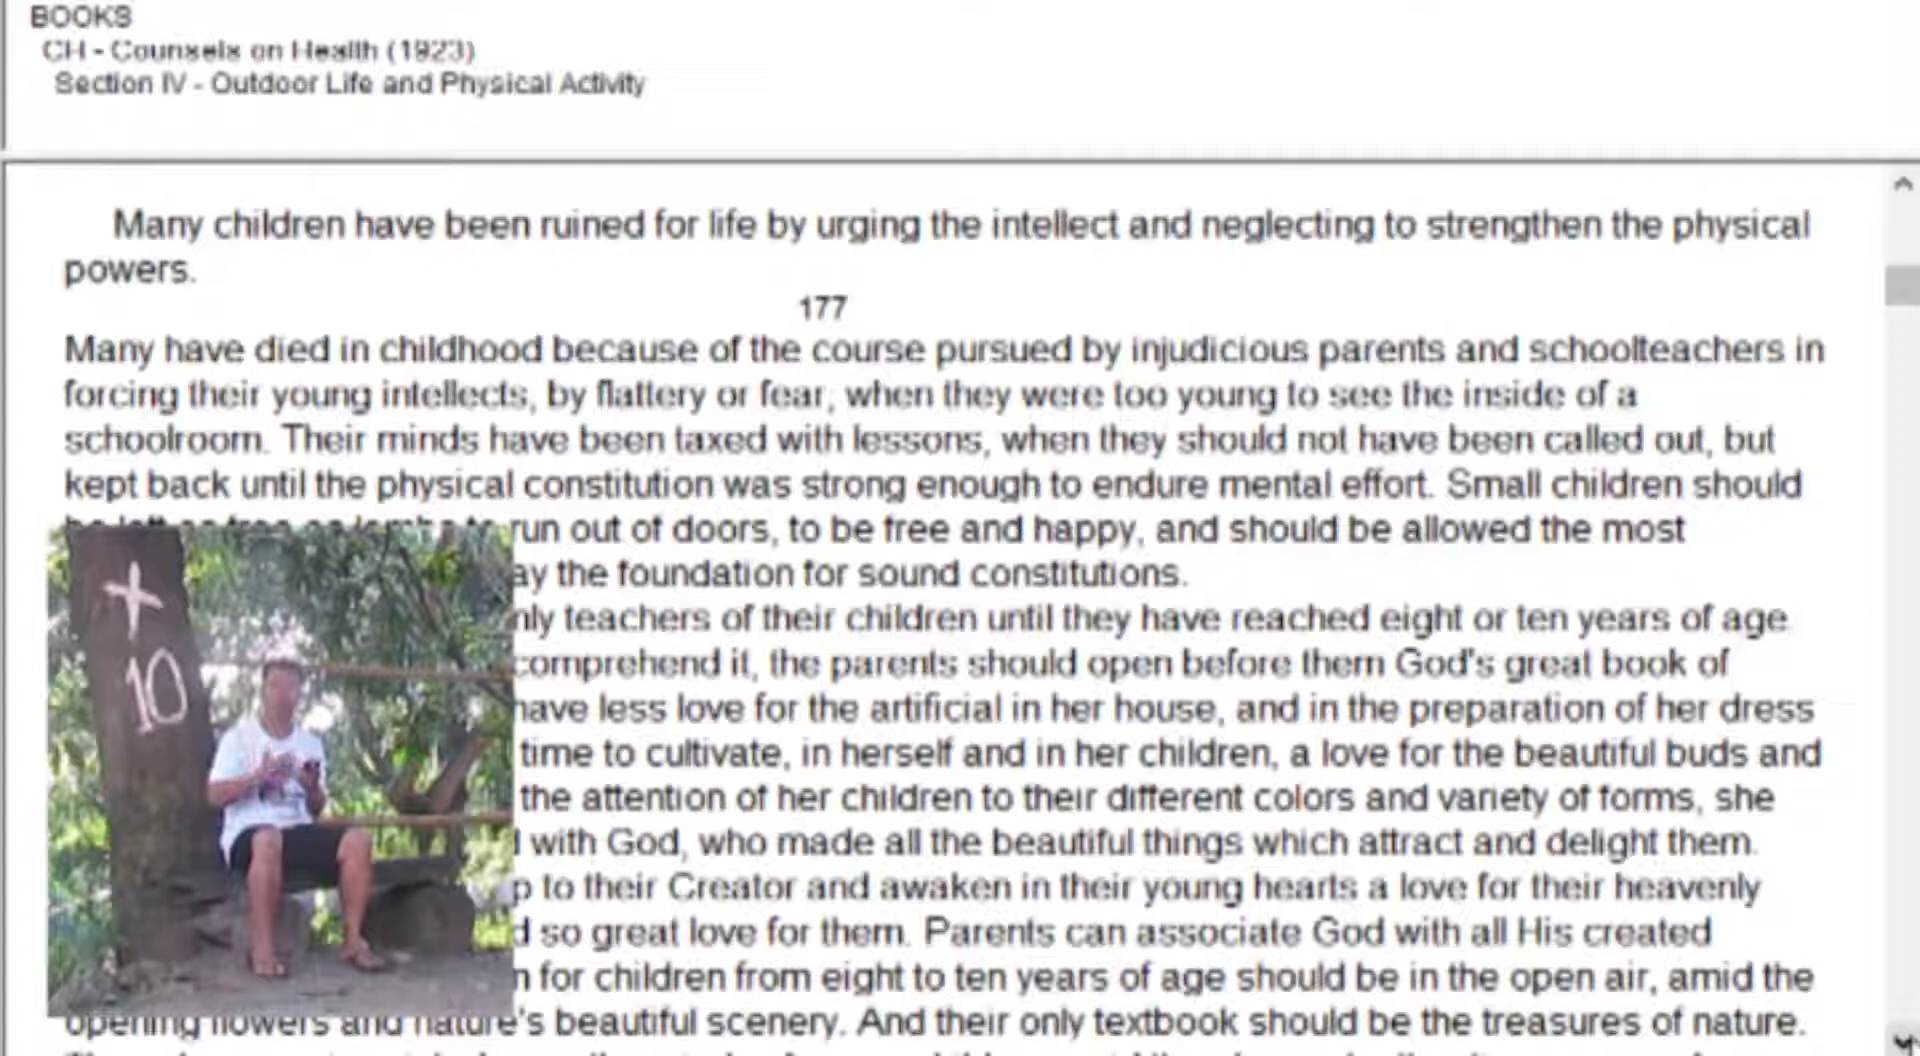 BOOKS
CH - Counsels on Health (1923)
Section IV - Outdoor Life and Physical Activity
Many children have been ruined for life by urging the intellect and neglecting to strengthen the physical
powers.
177
Many have died in childhood because of the course pursued by injudicious parents and schoolteachers in
forcing their young intellects, by flattery or fear, when they were too young to see the inside of a
schoolroom. Their minds have been taxed with lessons, when they should not have been called out, but
kept back until the physical constitution was strong enough to endure mental effort. Small children should
run out of doors, to be free and happy, and should be allowed the most
the foundation for sound constitutions.
teachers of their children until they have reached eight or ten years of age
comprehend it, the parents should open before them God's great book of
have less love for the artificial in her house, and in the preparation of her dress
time to cultivate, in herself and in her children, a love for the beautiful buds and
the attention of her children to their different colors and variety of forms, she
with God, who made all the beautiful things which attract and delight them.
to their Creator and awaken in their young hearts a love for their heavenly
so great love for them. Parents can associate God with all His created
for children from eight to ten years of age should be in the open air, amid the
opening flowers and nature's beautiful scenery. And their only textbook should be the treasures of nature.
+
10